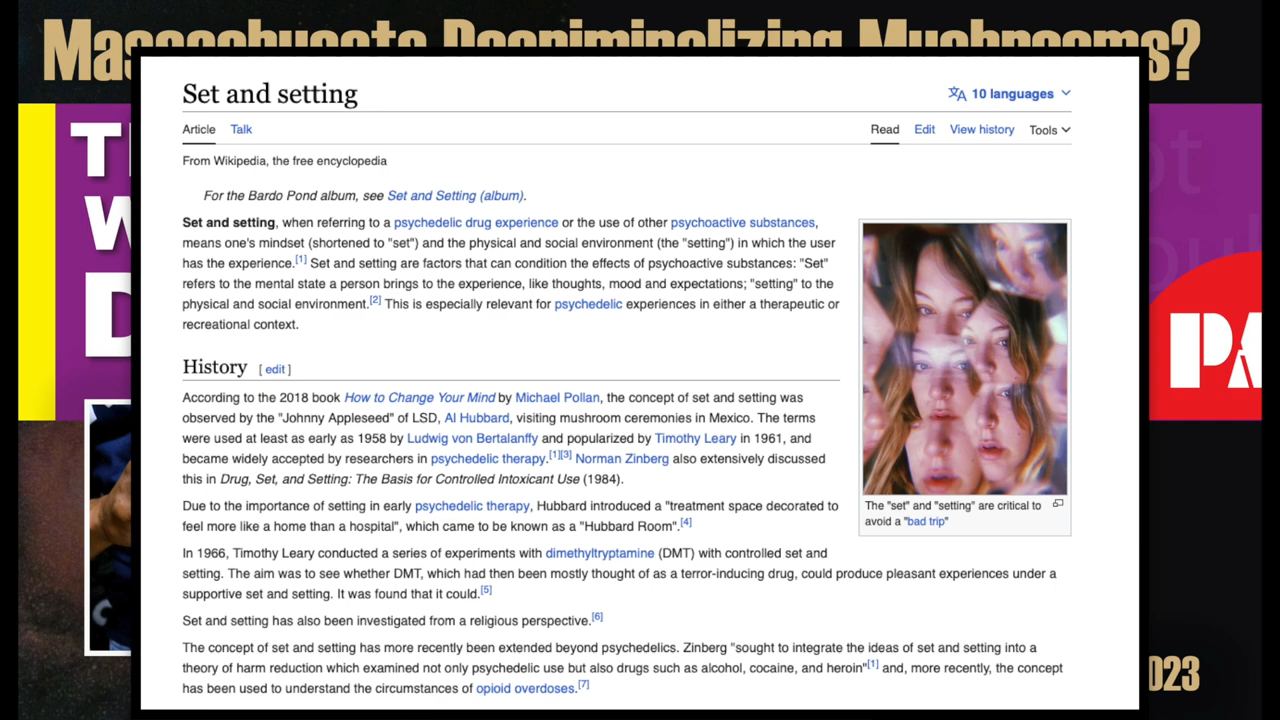 Massachusets Decriminalizing Mushrooms?
Set and setting
10 languages
Article Talk
Read Edit View history Tools
From Wikipedia, the free encyclopedia
For the Bardo Pond album, see Set and Setting (album).
Set and setting, when referring to a psychedelic drug experience or the use of other psychoactive substances,
means one's mindset (shortened to "set") and the physical and social environment (the "setting") in which the user
has the experience.[1] Set and setting are factors that can condition the effects of psychoactive substances: "Set"
refers to the mental state a person brings to the experience, like thoughts, mood and expectations; "setting" to the
physical and social environment.[2] This is especially relevant for psychedelic experiences in either a therapeutic or
recreational context.
The "set" and "setting" are critical to
avoid a "bad trip"
History [ edit ]
According to the 2018 book How to Change Your Mind by Michael Pollan, the concept of set and setting was
observed by the "Johnny Appleseed" of LSD, Al Hubbard, visiting mushroom ceremonies in Mexico. The terms
were used at least as early as 1958 by Ludwig von Bertalanffy and popularized by Timothy Leary in 1961, and
became widely accepted by researchers in psychedelic therapy.[1][3] Norman Zinberg also extensively discussed
this in Drug, Set, and Setting: The Basis for Controlled Intoxicant Use (1984).
Due to the importance of setting in early psychedelic therapy, Hubbard introduced a "treatment space decorated to
feel more like a home than a hospital", which came to be known as a "Hubbard Room".[4]
In 1966, Timothy Leary conducted a series of experiments with dimethyltryptamine (DMT) with controlled set and
setting. The aim was to see whether DMT, which had then been mostly thought of as a terror-inducing drug, could produce pleasant experiences under a
supportive set and setting. It was found that it could.[5]
Set and setting has also been investigated from a religious perspective.[6]
The concept of set and setting has more recently been extended beyond psychedelics. Zinberg "sought to integrate the ideas of set and setting into a
theory of harm reduction which examined not only psychedelic use but also drugs such as alcohol, cocaine, and heroin"[1] and, more recently, the concept
has been used to understand the circumstances of opioid overdoses.[7]